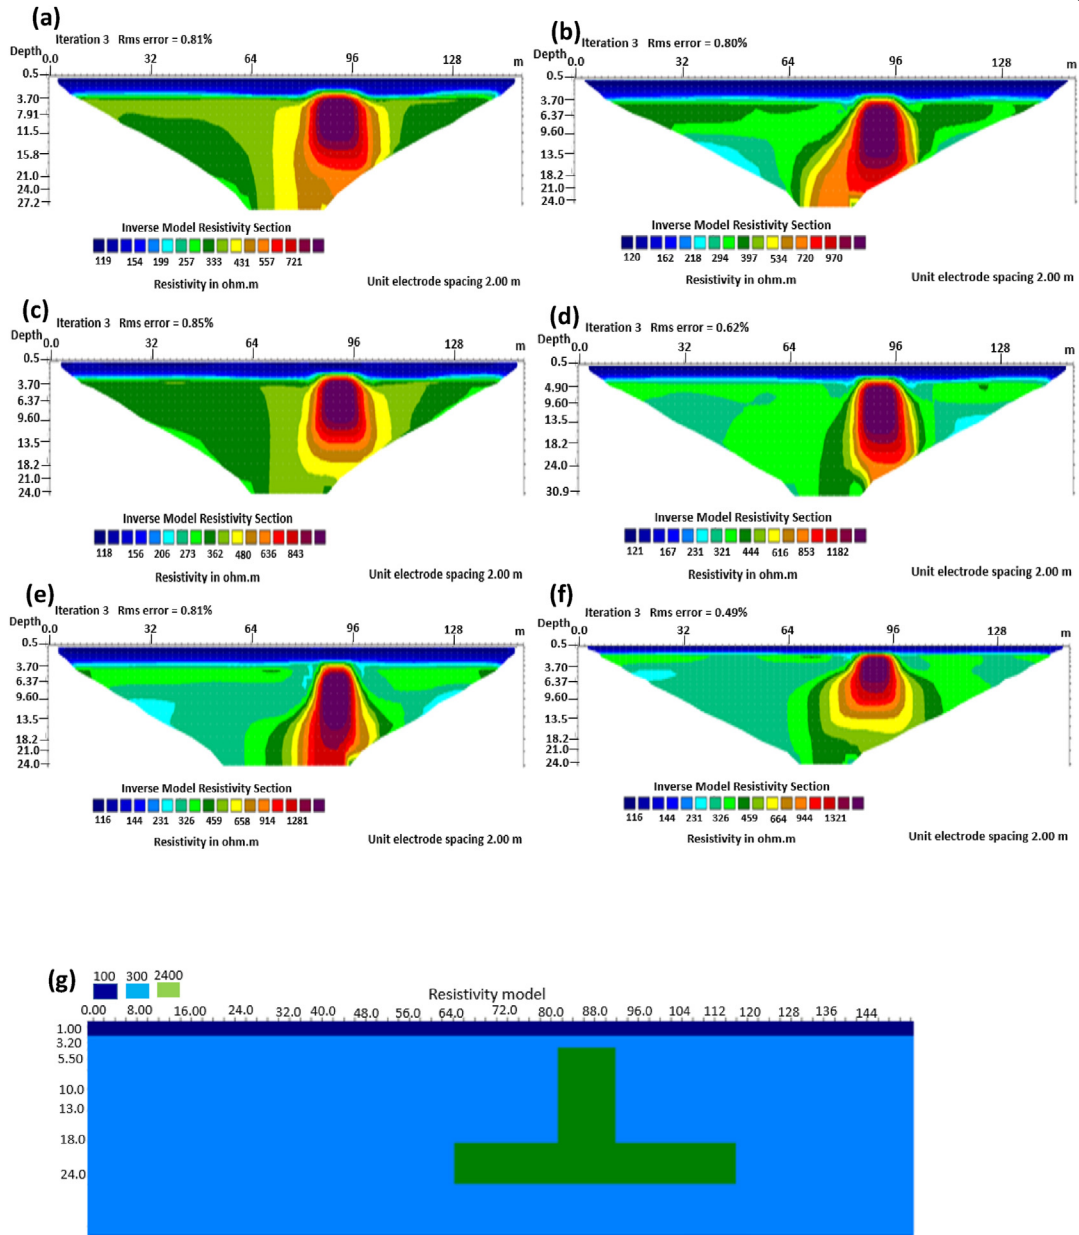 (a)
Iteration 3 Rms error = 0.81%
Depth 0.0 32 64 96 128 m
0.5
3.70
7.91
11.5
15.8
21.0
24.0
27.2
Inverse Model Resistivity Section
119 154 199 257 333 431 557 721
Resistivity in ohm.m
Unit electrode spacing 2.00 m
(b)
Iteration 3 Rms error = 0.80%
Depth 0.0 32 64 96 128 m
0.5
3.70
6.37
9.60
13.5
18.2
21.0
24.0
Inverse Model Resistivity Section
120 162 218 294 397 534 720 970
Resistivity in ohm.m
Unit electrode spacing 2.00 m
(c)
Iteration 3 Rms error = 0.85%
Depth 0.0 32 64 96 128 m
0.5
3.70
6.37
9.60
13.5
18.2
21.0
24.0
Inverse Model Resistivity Section
118 156 206 273 362 480 636 843
Resistivity in ohm.m
Unit electrode spacing 2.00 m
(d)
Iteration 3 Rms error = 0.62%
Depth 0.0 32 64 96 128 m
0.5
4.90
9.60
13.5
18.2
24.0
30.9
Inverse Model Resistivity Section
121 167 231 321 444 616 853 1182
Resistivity in ohm.m
Unit electrode spacing 2.00 m
(e)
Iteration 3 Rms error = 0.81%
Depth 0.0 32 64 96 128 m
0.5
3.70
6.37
9.60
13.5
18.2
21.0
24.0
Inverse Model Resistivity Section
116 144 231 326 459 658 914 1281
Resistivity in ohm.m
Unit electrode spacing 2.00 m
(f)
Iteration 3 Rms error = 0.49%
Depth 0.0 32 64 96 128 m
0.5
3.70
6.37
9.60
13.5
18.2
21.0
24.0
Inverse Model Resistivity Section
116 144 231 326 459 664 944 1321
Resistivity in ohm.m
Unit electrode spacing 2.00 m
(g)
100 300 2400
Resistivity model
0.00 8.00 16.00 24.0 32.0 40.0 48.0 56.0 64.0 72.0 80.0 88.0 96.0 104 112 120 128 136 144
1.00
3.20
5.50
10.0
13.0
18.0
24.0